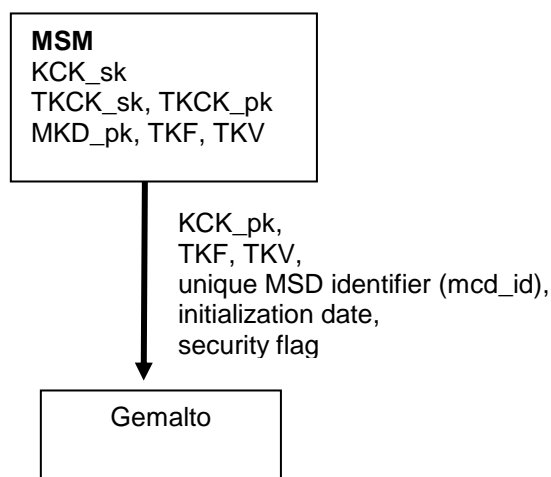 MSM
KCK_sk
TKCK_sk, TKCK_pk
MKD_pk, TKF, TKV
KCK_pk,
TKF, TKV,
unique MSD identifier (mcd_id),
initialization date,
security flag
Gemalto